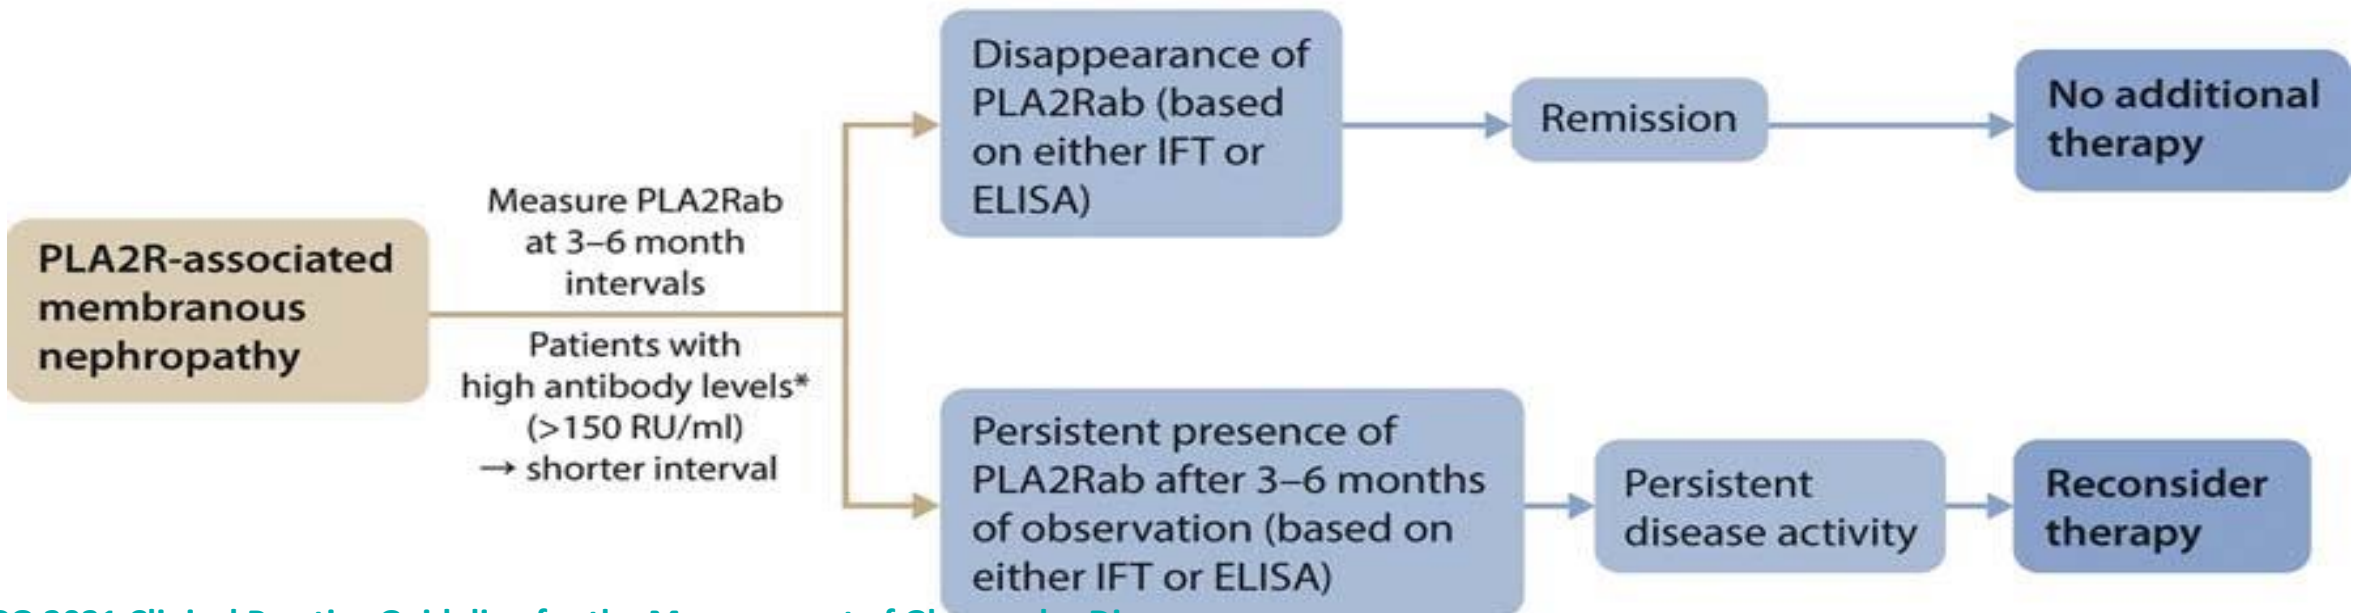 PLA2R-associated
membranous
nephropathy
Measure PLA2Rab
at 3–6 month
intervals
Patients with
high antibody levels*
(>150 RU/ml)
→ shorter interval
Disappearance of
PLA2Rab (based
on either IFT or
ELISA)
Remission
No additional
therapy
Persistent presence of
PLA2Rab after 3–6 months
of observation (based on
either IFT or ELISA)
Persistent
disease activity
Reconsider
therapy